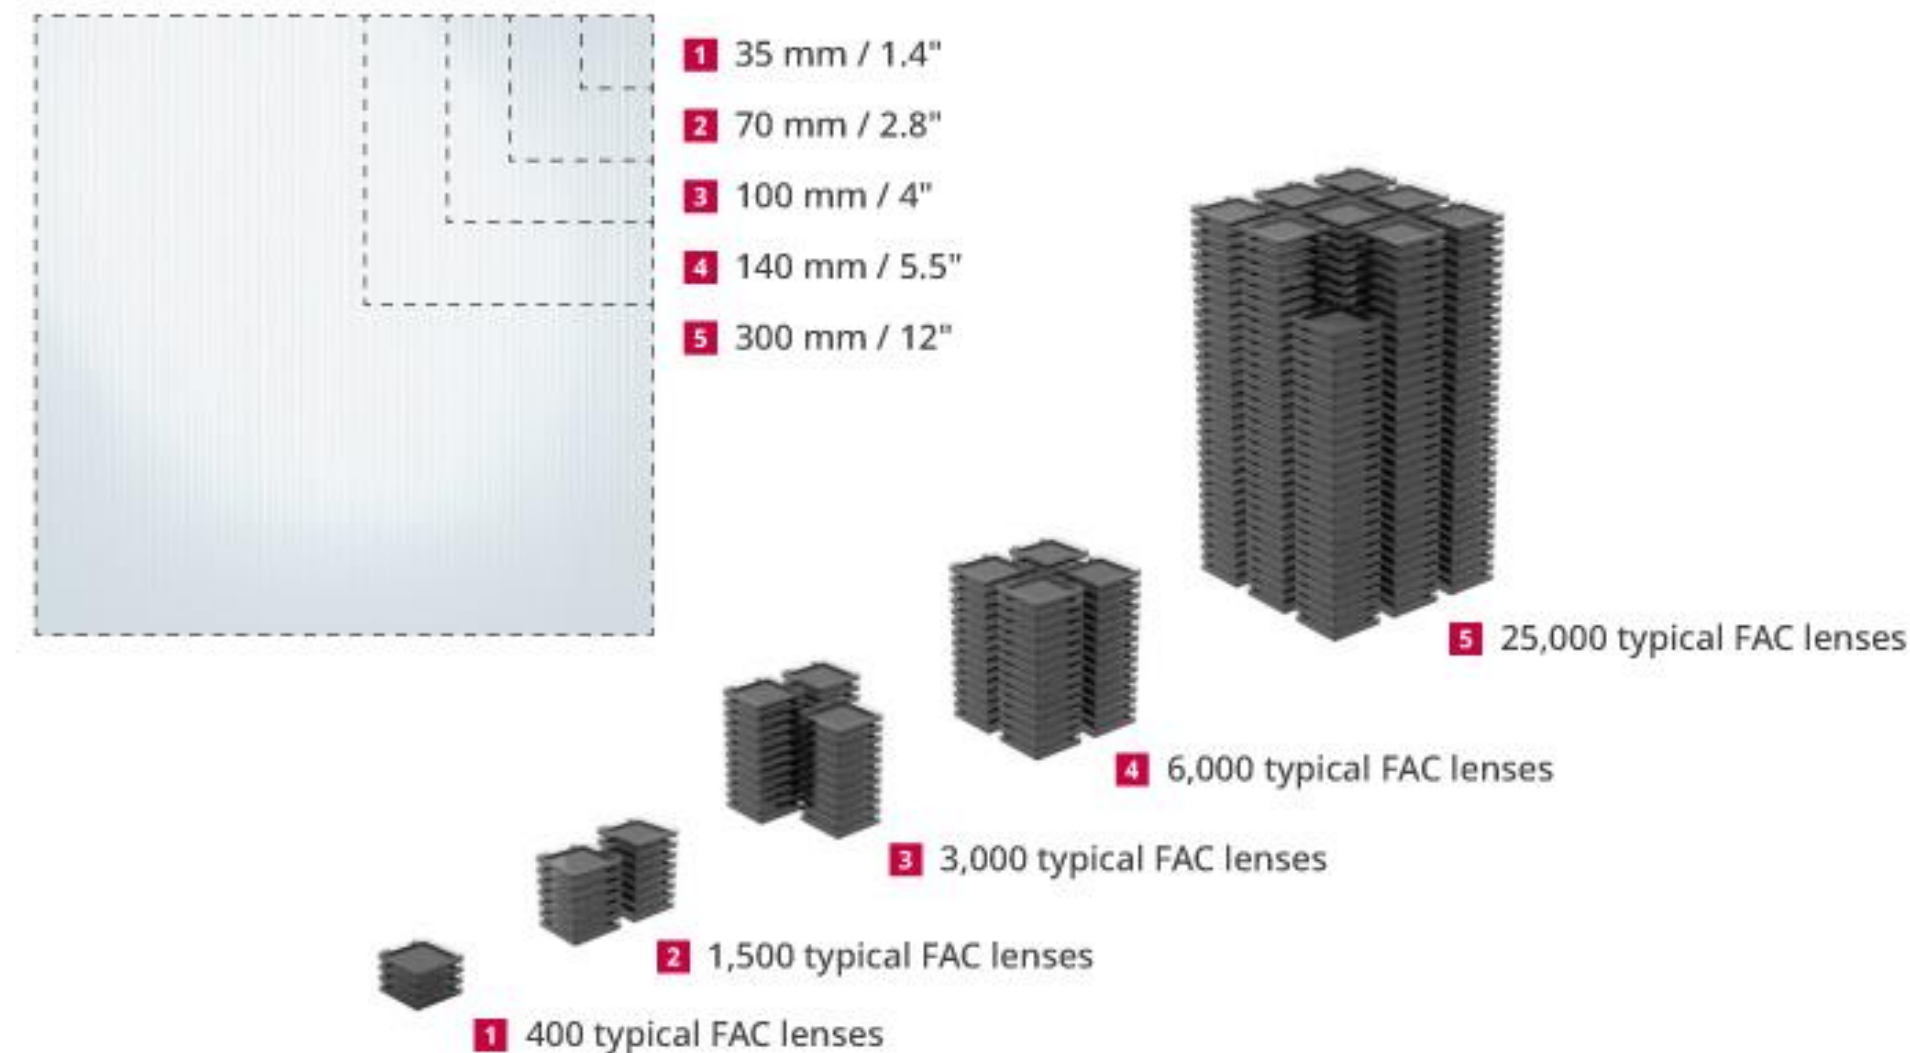 1 35 mm / 1.4"
2 70 mm / 2.8"
3 100 mm / 4"
4 140 mm / 5.5"
5 300 mm / 12"
5 25,000 typical FAC lenses
4 6,000 typical FAC lenses
3 3,000 typical FAC lenses
2 1,500 typical FAC lenses
1 400 typical FAC lenses